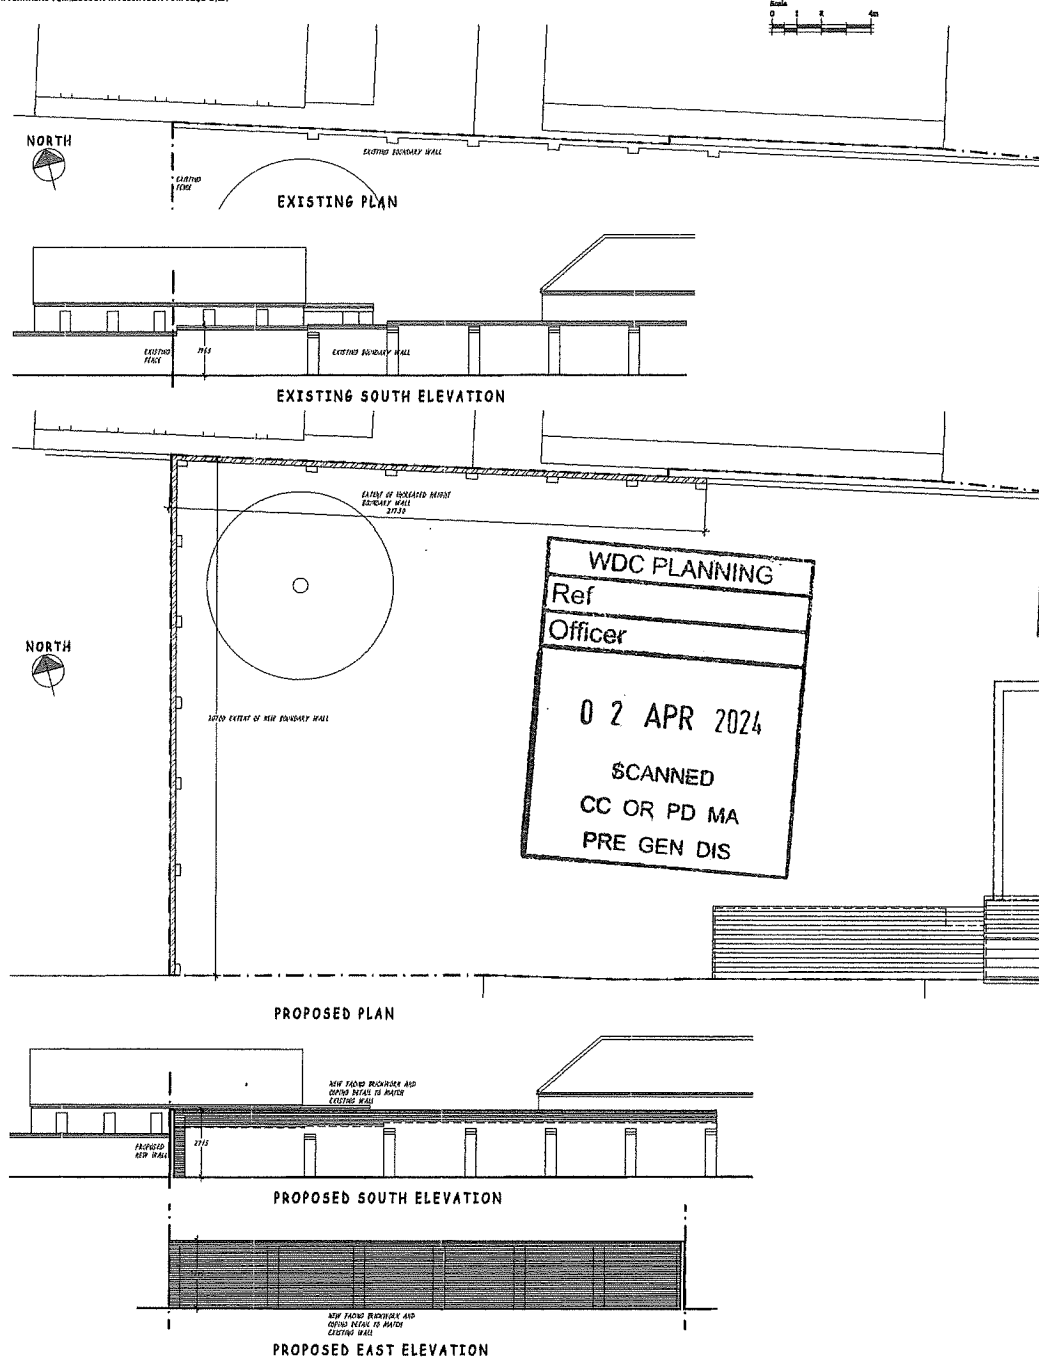 Scale
0 1 2 4m
NORTH
EXISTING BOUNDARY WALL
EXISTING
FENCE
EXISTING PLAN
EXISTING
FENCE
EXISTING BOUNDARY WALL
EXISTING SOUTH ELEVATION
EXTENT OF INCREASED HEIGHT
BOUNDARY WALL
21730
WDC PLANNING
Ref
Officer
NORTH
EXTENT OF NEW BOUNDARY WALL
0 2 APR 2024
SCANNED
CC OR PD MA
PRE GEN DIS
PROPOSED PLAN
NEW FACING BRICKWORK AND
COPING DETAIL TO MATCH
EXISTING WALL
PROPOSED
NEW WALL
2715
PROPOSED SOUTH ELEVATION
NEW FACING BRICKWORK AND
COPING DETAIL TO MATCH
EXISTING WALL
PROPOSED EAST ELEVATION